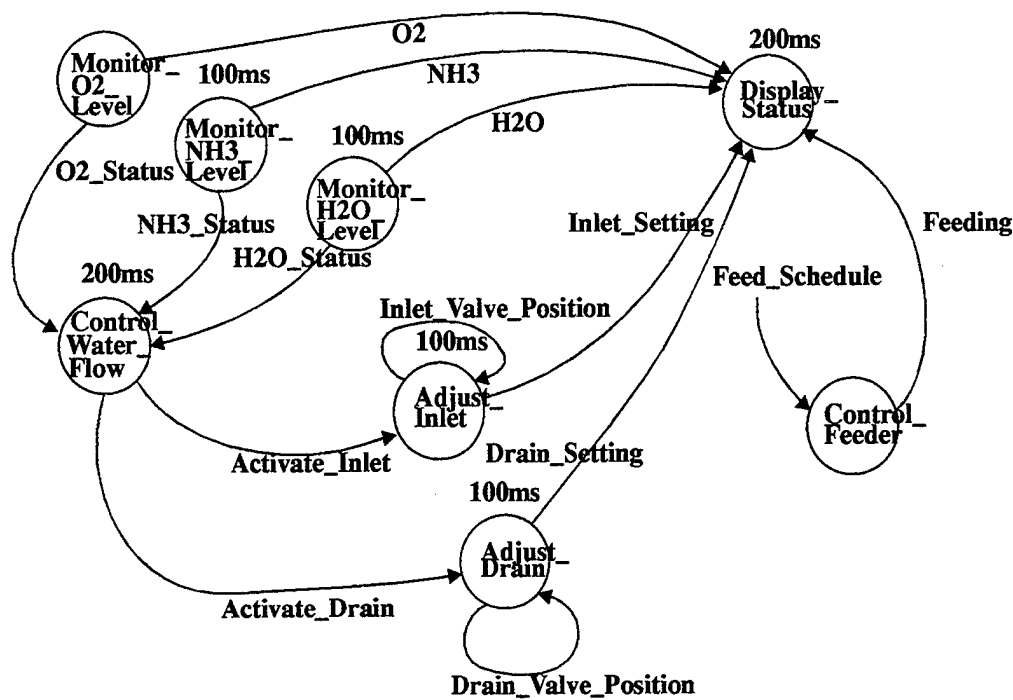 O2
200ms
Monitor_
O2_
Level
100ms
NH3
Display_
Status
Monitor_
NH3_
Level
100ms
H2O
O2_Status
Monitor_
H2O_
Level
NH3_Status
Inlet_Setting
Feeding
H2O_Status
200ms
Feed_Schedule
Control_
Water_
Flow
Inlet_Valve_Position
100ms
Adjust_
Inlet
Control_
Feeder
Activate_Inlet
Drain_Setting
100ms
Adjust_
Drain
Activate_Drain
Drain_Valve_Position